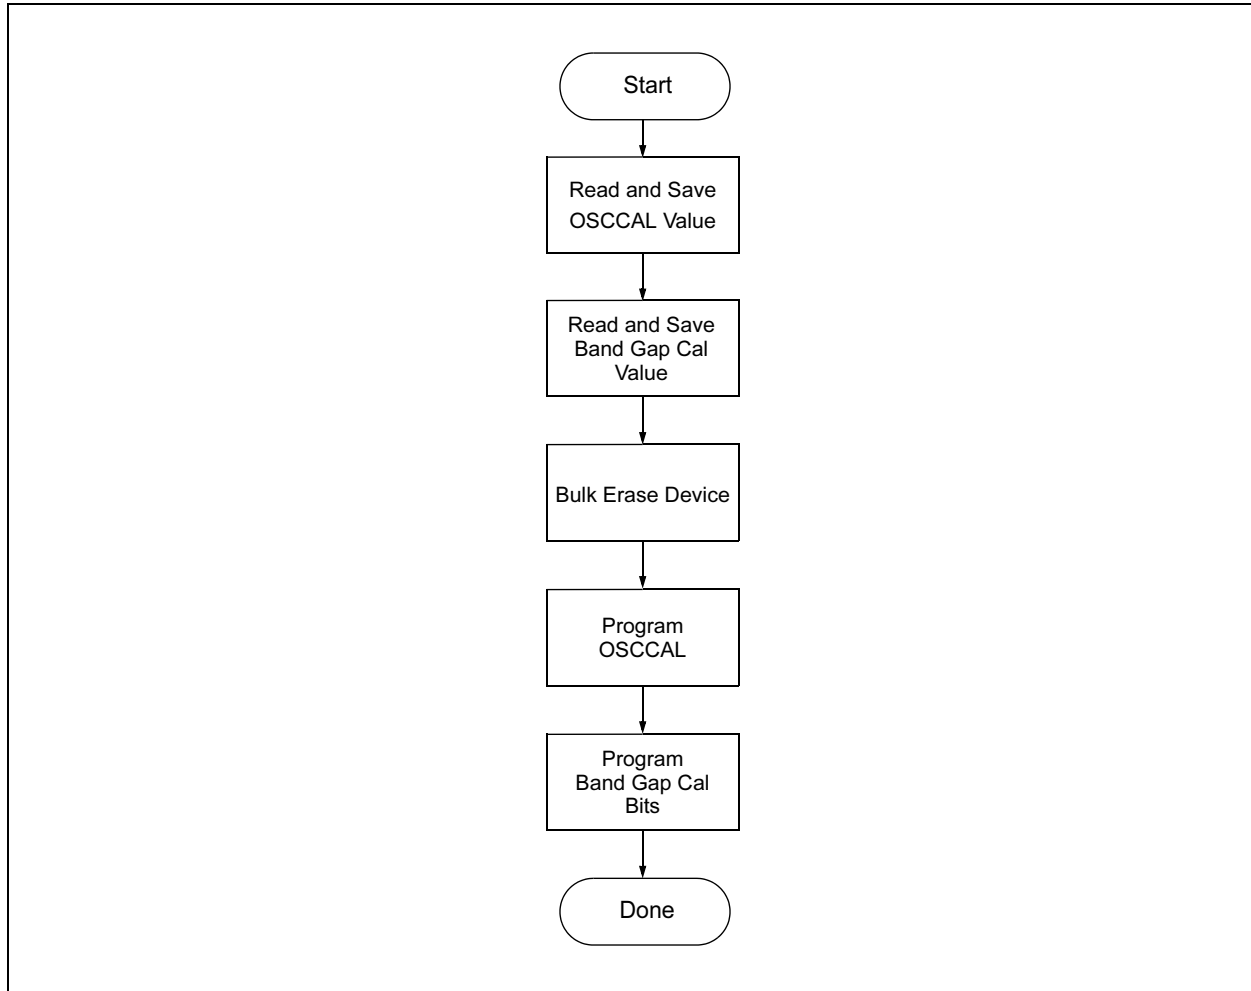 Start
Read and Save
OSCCAL Value
Read and Save
Band Gap Cal
Value
Bulk Erase Device
Program
OSCCAL
Program
Band Gap Cal
Bits
Done